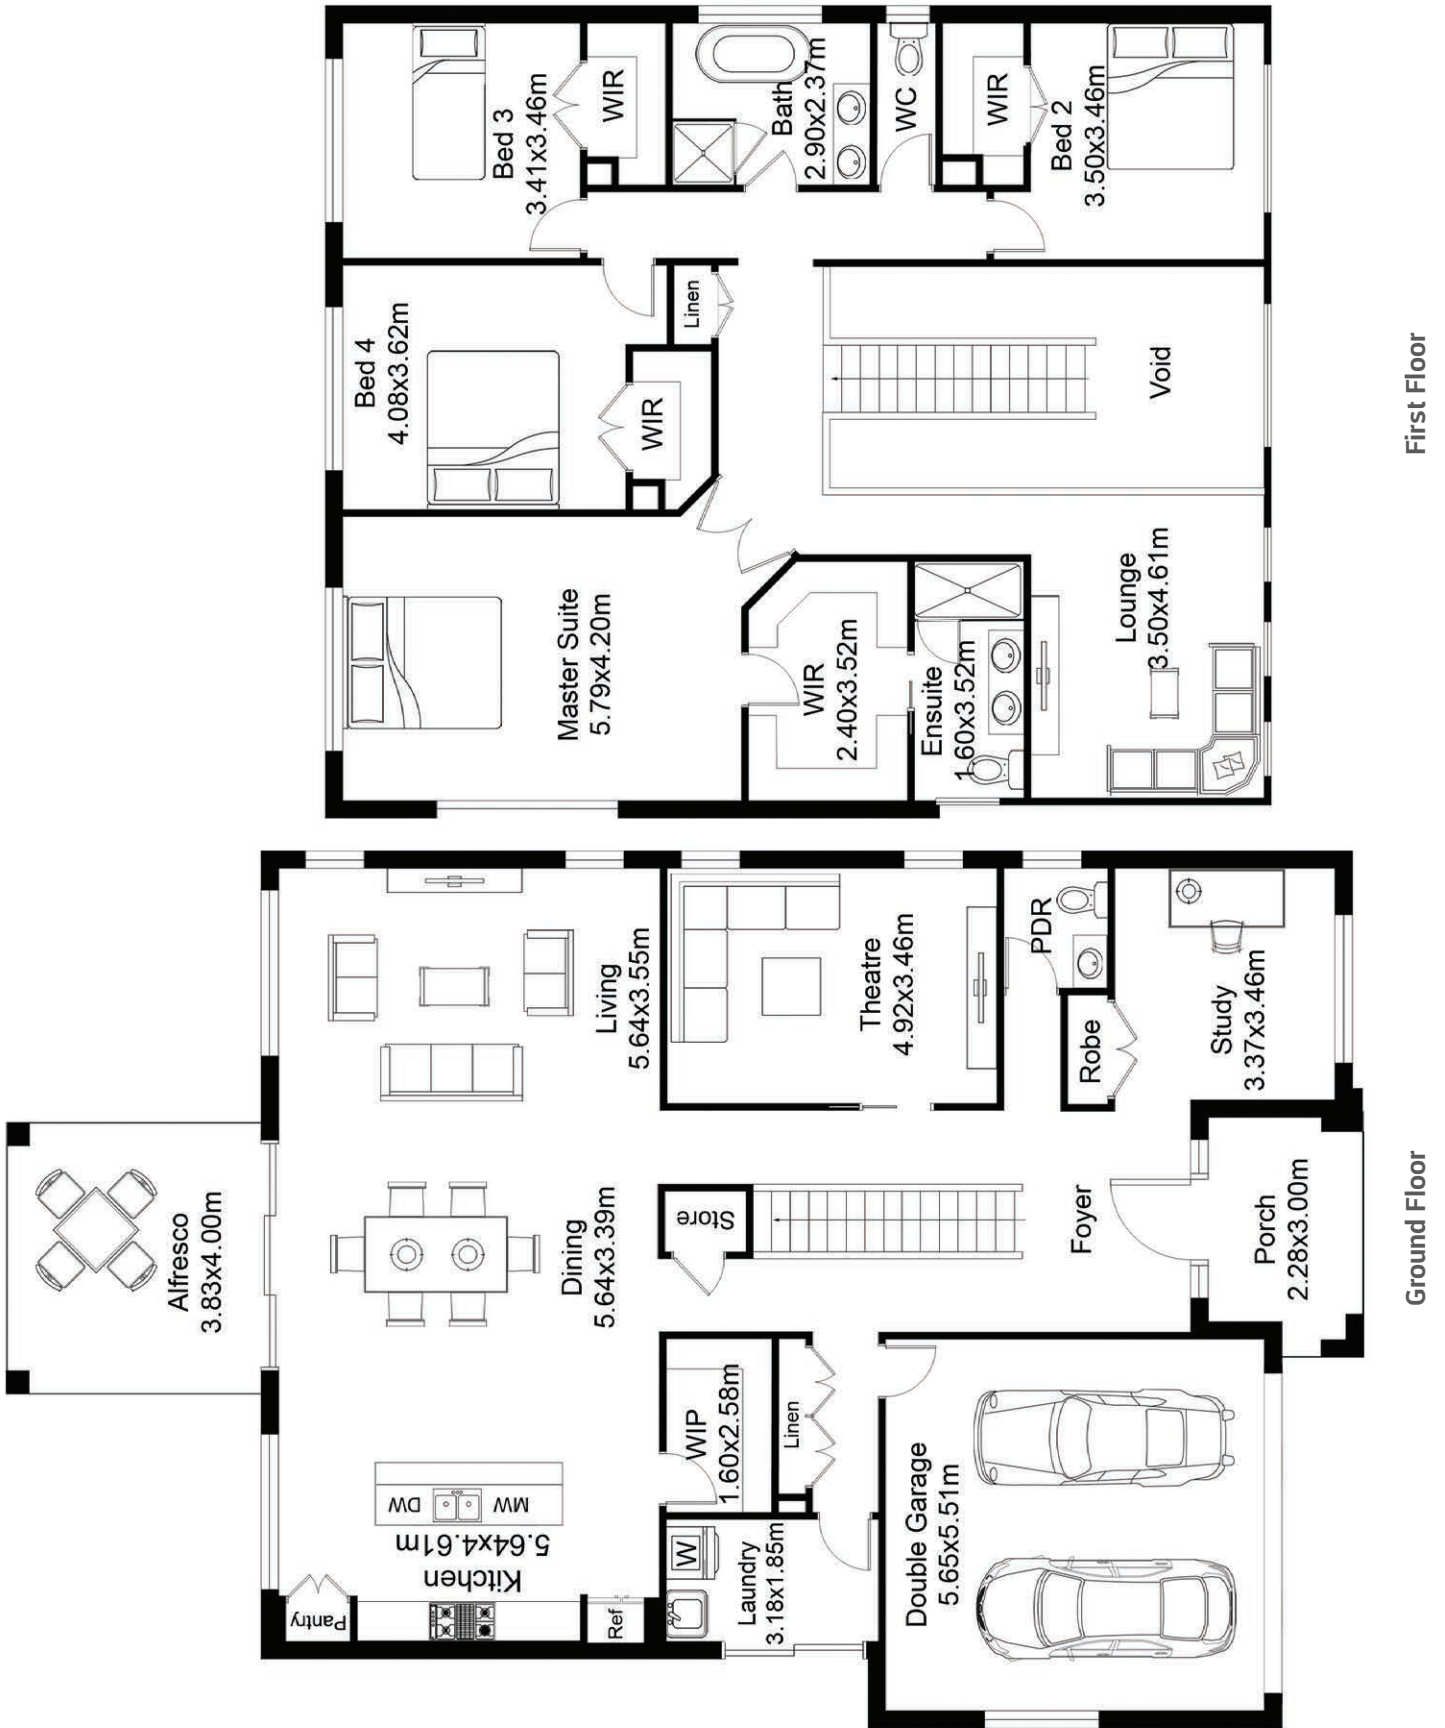 Bed 3
3.41x3.46m
WIR
Bath
2.90x2.37m
WC
WIR
Bed 2
3.50x3.46m
Bed 4
4.08x3.62m
WIR
Linen
Void
Master Suite
5.79x4.20m
WIR
2.40x3.52m
Ensuite
1.60x3.52m
Lounge
3.50x4.61m
First Floor
Alfresco
3.83x4.00m
Living
5.64x3.55m
Theatre
4.92x3.46m
PDR
Robe
Study
3.37x3.46m
Dining
5.64x3.39m
Store
Foyer
Porch
2.28x3.00m
Kitchen
5.64x4.61m
DW
MW
Pantry
Ref
WIP
1.60x2.58m
Linen
W
Laundry
3.18x1.85m
Double Garage
5.65x5.51m
Ground Floor